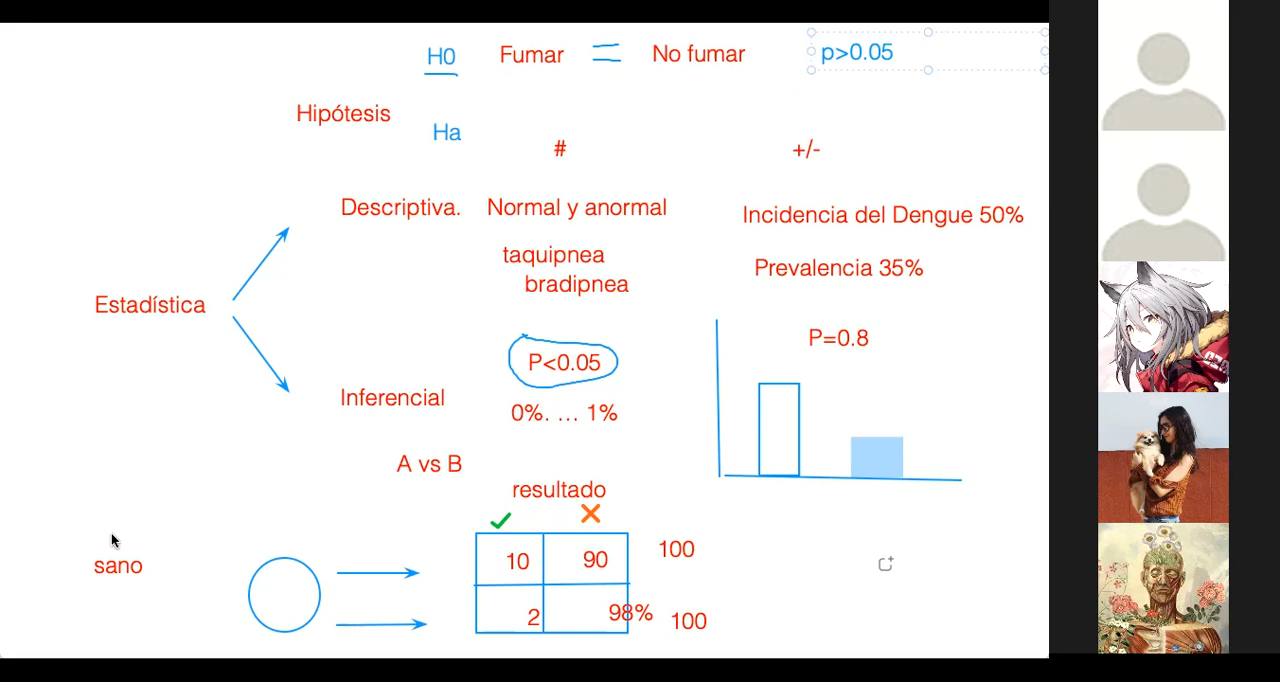 H0 Fumar = No fumar p>0.05
Hipótesis
Ha
# +/-
Descriptiva. Normal y anormal Incidencia del Dengue 50%
taquipnea
bradipnea
Prevalencia 35%
Estadística
P=0.8
P<0.05
Inferencial
0%. ... 1%
A vs B
resultado
10 90 100
sano
2 98% 100